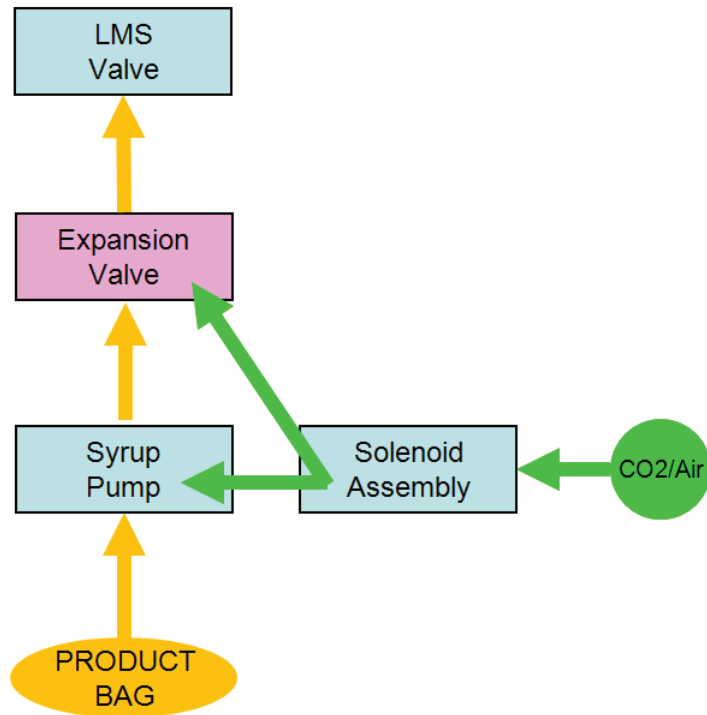 LMS
Valve
Expansion
Valve
Syrup
Pump
Solenoid
Assembly
CO2/Air
PRODUCT
BAG